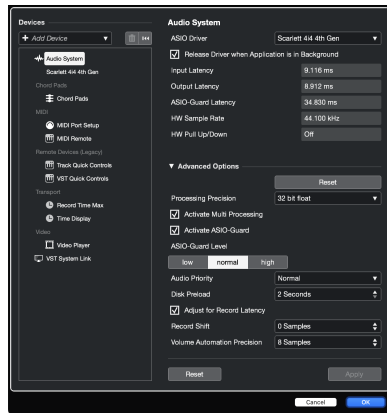 Devices
+ Add Device
Audio System
Scarlett 4i4 4th Gen
Chord Pads
Chord Pads
MIDI
MIDI Port Setup
MIDI Remote
Remote Devices (Legacy)
Track Quick Controls
VST Quick Controls
Transport
Record Time Max
Time Display
Video
Video Player
VST System Link
Audio System
ASIO Driver Scarlett 4i4 4th Gen
Release Driver when Application is in Background
Input Latency 9.116 ms
Output Latency 8.912 ms
ASIO-Guard Latency 34.830 ms
HW Sample Rate 44.100 kHz
HW Pull Up/Down Off
Advanced Options
Reset
Processing Precision 32 bit float
Activate Multi Processing
Activate ASIO-Guard
ASIO-Guard Level
low normal high
Audio Priority Normal
Disk Preload 2 Seconds
Adjust for Record Latency
Record Shift 0 Samples
Volume Automation Precision 8 Samples
Reset Apply
Cancel OK